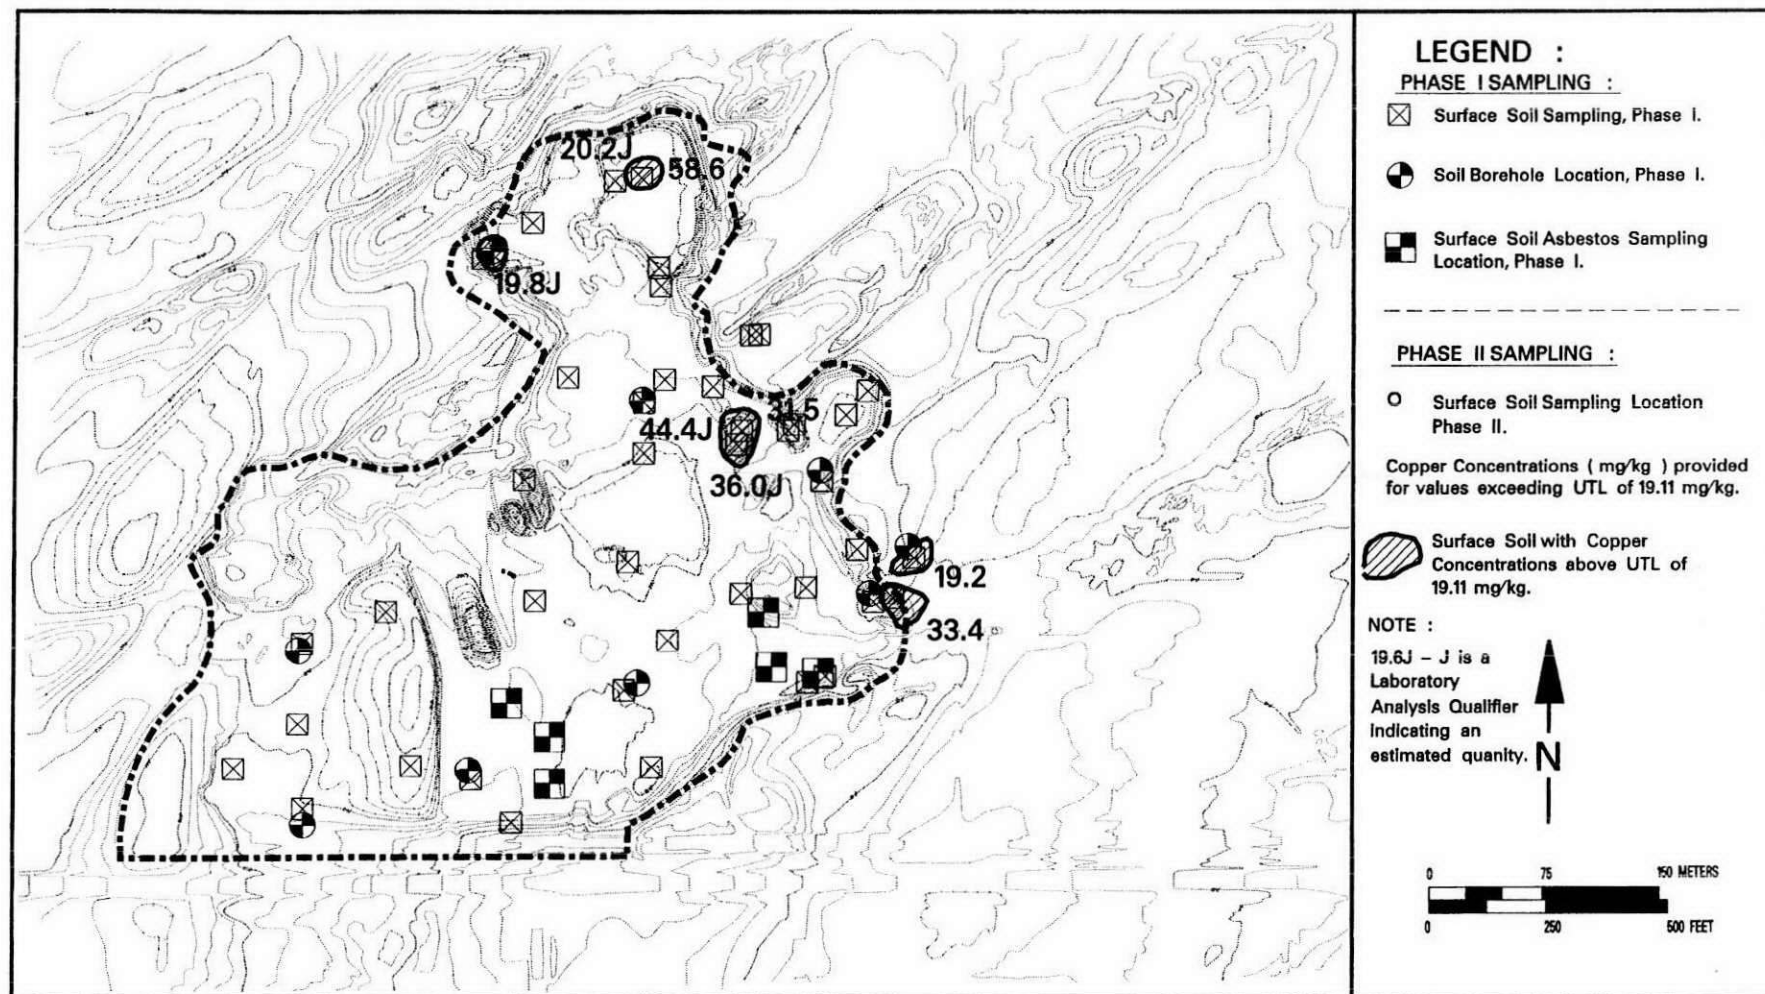 20.2J
58.6
19.8J
31.5
44.4J
36.0J
19.2
33.4
LEGEND :
PHASE I SAMPLING :
Surface Soil Sampling, Phase I.
Soil Borehole Location, Phase I.
Surface Soil Asbestos Sampling
Location, Phase I.
PHASE II SAMPLING :
Surface Soil Sampling Location
Phase II.
Copper Concentrations ( mg/kg ) provided
for values exceeding UTL of 19.11 mg/kg.
Surface Soil with Copper
Concentrations above UTL of
19.11 mg/kg.
NOTE :
19.6J – J is a
Laboratory
Analysis Qualifier
Indicating an
estimated quanity.
N
0 75 150 METERS
0 250 500 FEET